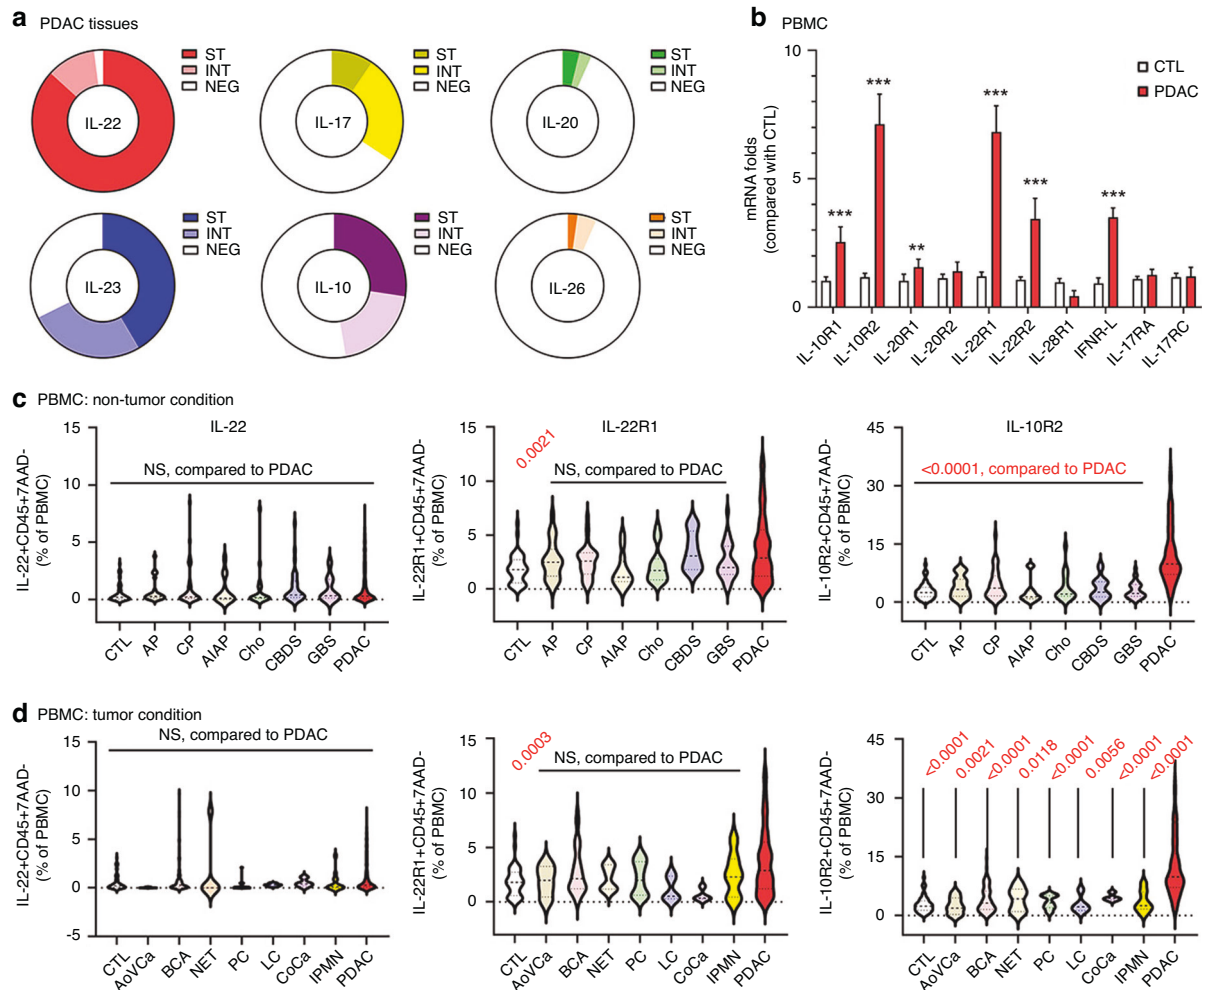 a PDAC tissues
ST
INT
NEG
IL-22
ST
INT
NEG
IL-17
ST
INT
NEG
IL-20
ST
INT
NEG
IL-23
ST
INT
NEG
IL-10
ST
INT
NEG
IL-26
b PBMC
10
5
0
mRNA folds
(compared with CTL)
CTL
PDAC
*** *** ** *** *** ***
IL-10R1 IL-10R2 IL-20R1 IL-20R2 IL-22R1 IL-22R2 IL-28R1 IFNR-L IL-17RA IL-17RC
c PBMC: non-tumor condition
IL-22
NS, compared to PDAC
15
10
5
0
IL-22+CD45+7AAD-
(% of PBMC)
CTL AP CP AIAP Cho CBDS GBS PDAC
IL-22R1
0.0021
NS, compared to PDAC
15
10
5
0
IL-22R1+CD45+7AAD-
(% of PBMC)
CTL AP CP AIAP Cho CBDS GBS PDAC
IL-10R2
<0.0001, compared to PDAC
45
30
15
0
IL-10R2+CD45+7AAD-
(% of PBMC)
CTL AP CP AIAP Cho CBDS GBS PDAC
d PBMC: tumor condition
NS, compared to PDAC
15
10
5
0
-5
IL-22+CD45+7AAD-
(% of PBMC)
CTL AoVCa BCA NET PC LC CoCa IPMN PDAC
0.0003
NS, compared to PDAC
15
10
5
0
IL-22R1+CD45+7AAD-
(% of PBMC)
CTL AoVCa BCA NET PC LC CoCa IPMN PDAC
<0.0001 0.0021 <0.0001 0.0118 <0.0001 0.0056 <0.0001 <0.0001
45
30
15
0
IL-10R2+CD45+7AAD-
(% of PBMC)
CTL AoVCa BCA NET PC LC CoCa IPMN PDAC